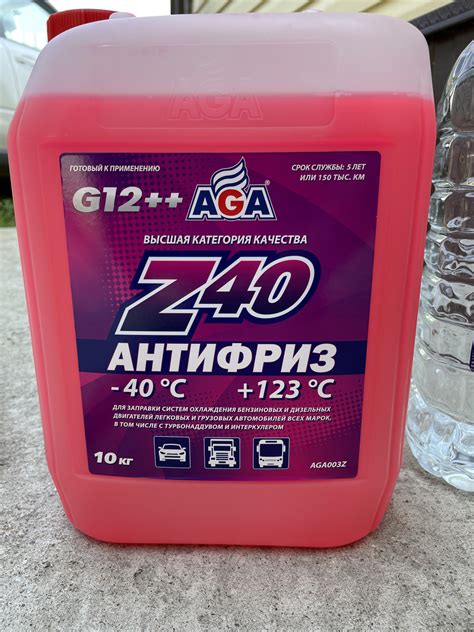 AGA
ГОТОВЫЙ К ПРИМЕНЕНИЮ
СРОК СЛУЖБЫ: 5 ЛЕТ
ИЛИ 150 ТЫС. КМ
G12++
AGA
®
ВЫСШАЯ КАТЕГОРИЯ КАЧЕСТВА
Z40
АНТИФРИЗ
- 40 °C +123 °C
ДЛЯ ЗАПРАВКИ СИСТЕМ ОХЛАЖДЕНИЯ БЕНЗИНОВЫХ И ДИЗЕЛЬНЫХ
ДВИГАТЕЛЕЙ ЛЕГКОВЫХ И ГРУЗОВЫХ АВТОМОБИЛЕЙ ВСЕХ МАРОК,
В ТОМ ЧИСЛЕ С ТУРБОНАДДУВОМ И ИНТЕРКУЛЕРОМ
10 КГ
AGA003Z